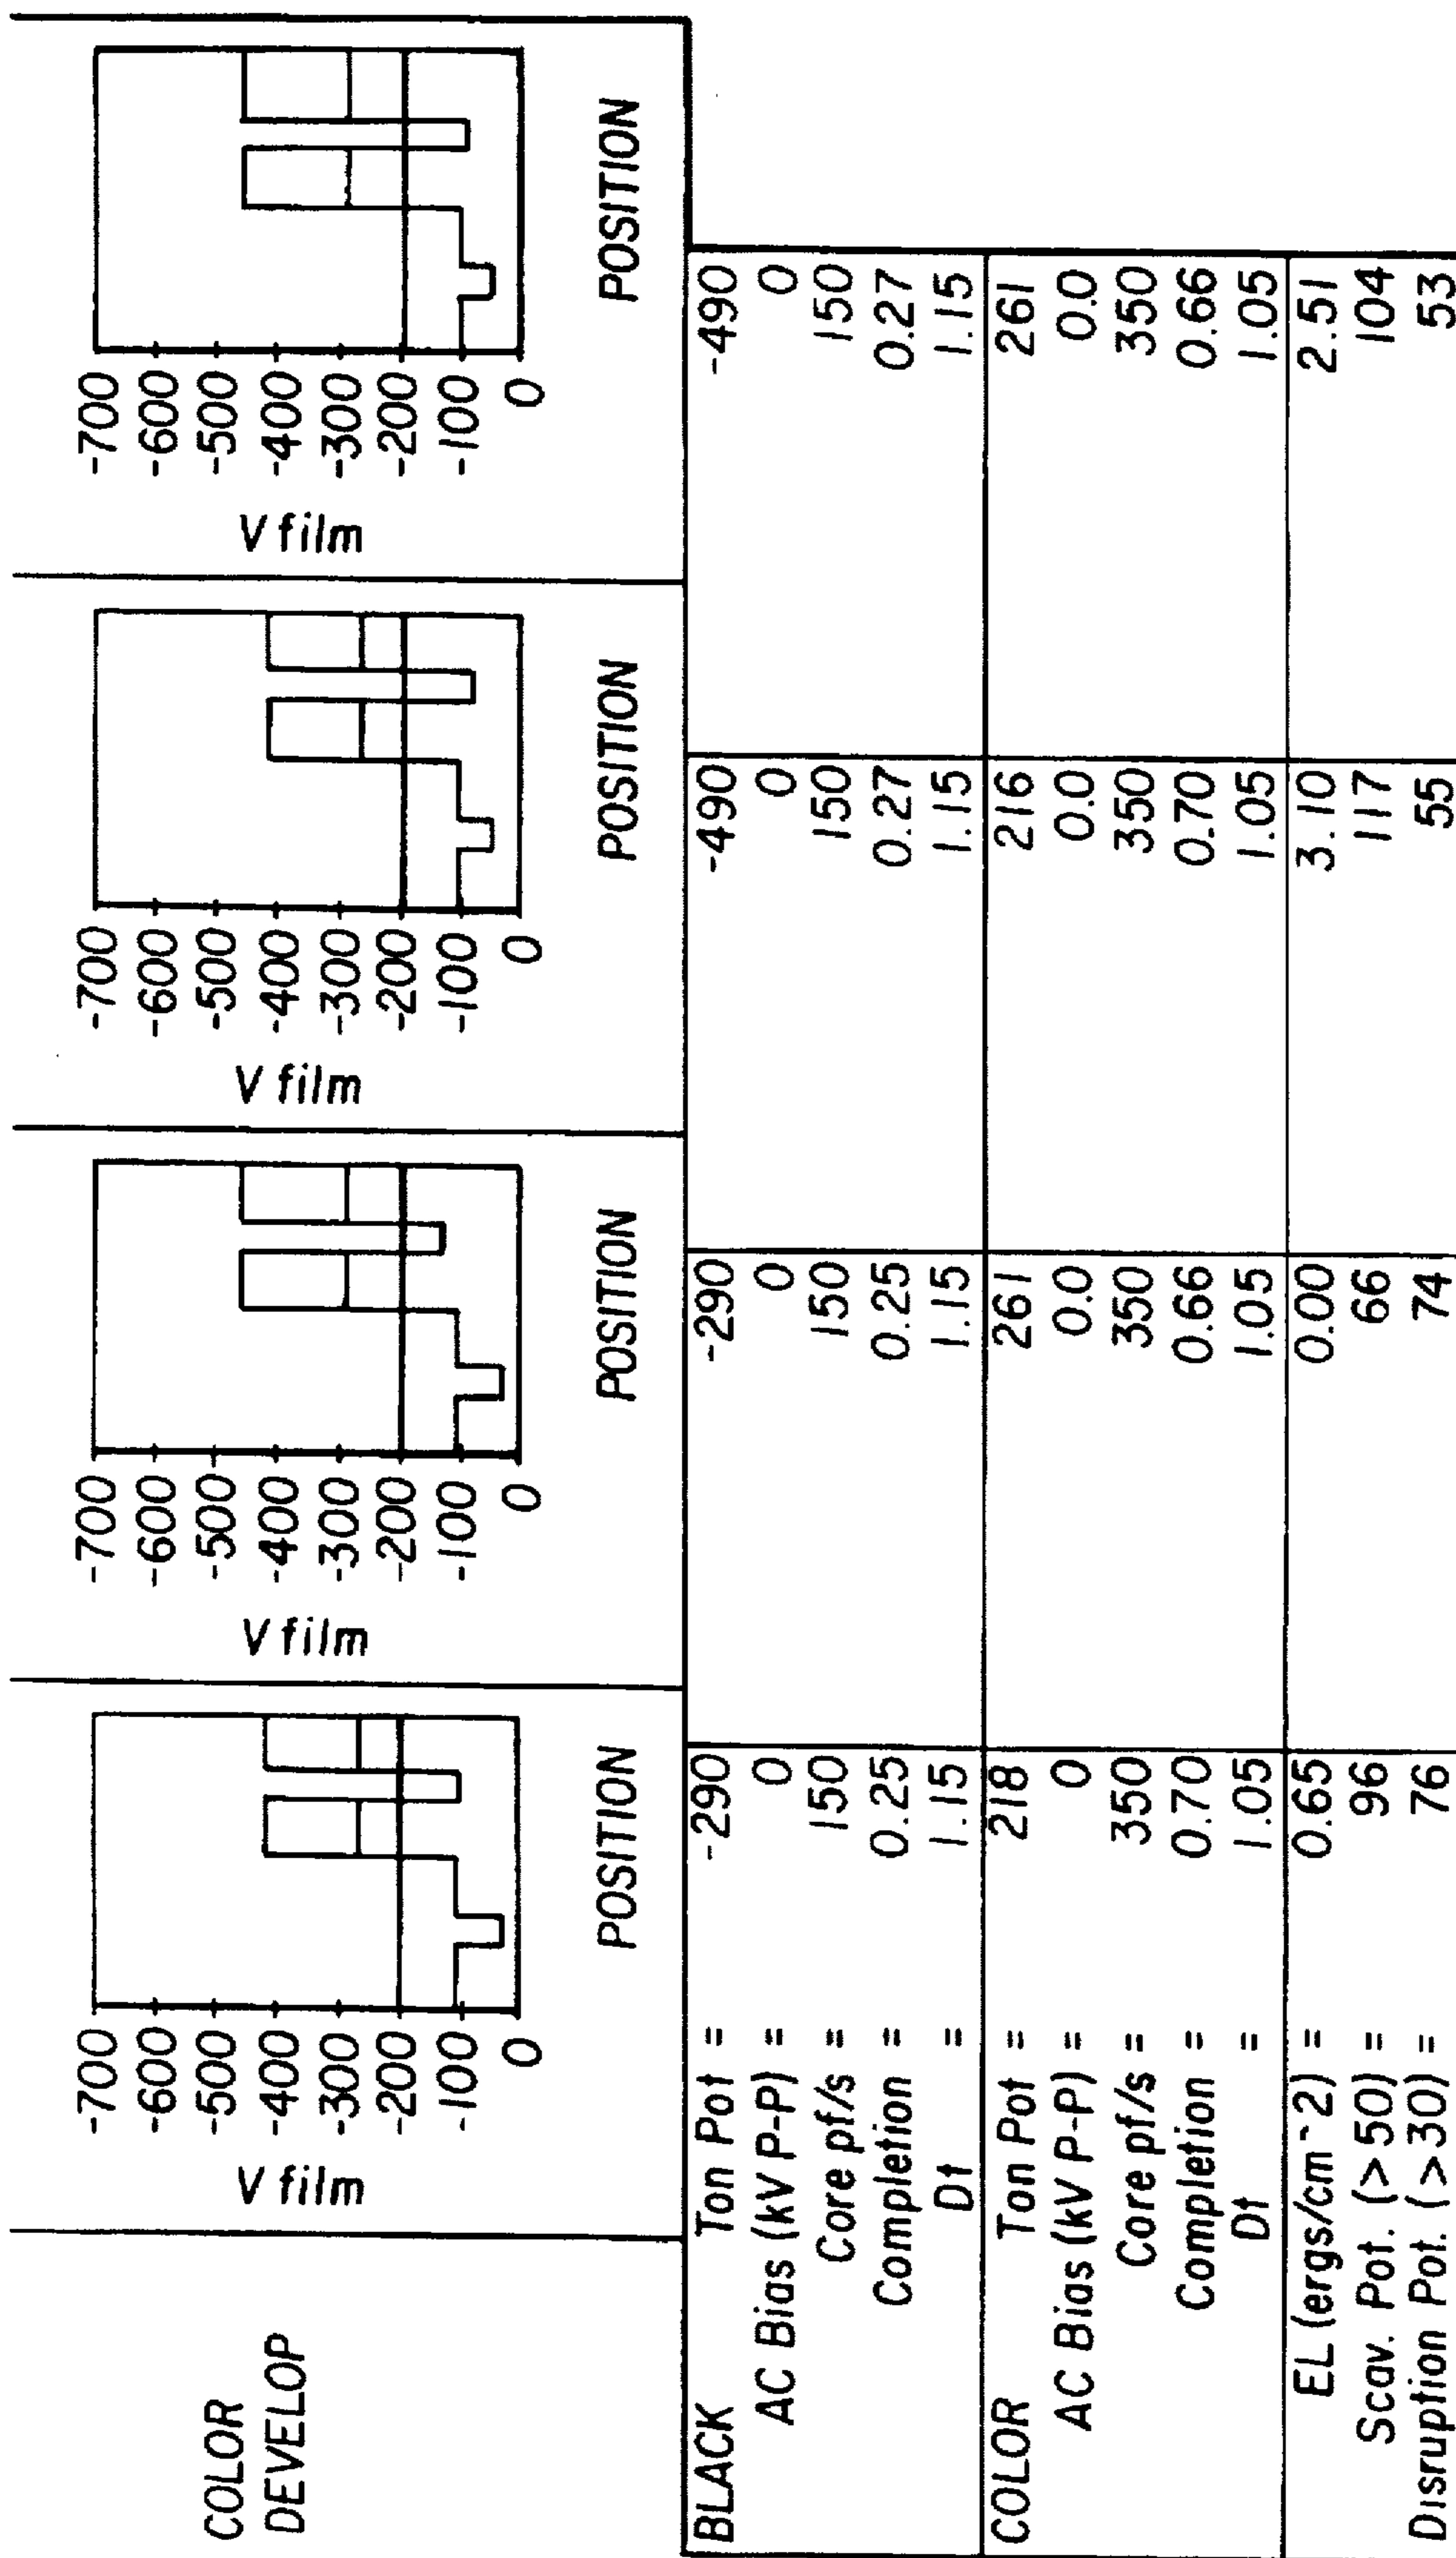 COLOR
DEVELOP
V film
-700
-600
-500
-400
-300
-200
-100
0
POSITION
V film
-700
-600
-500
-400
-300
-200
-100
0
POSITION
V film
-700
-600
-500
-400
-300
-200
-100
0
POSITION
V film
-700
-600
-500
-400
-300
-200
-100
0
POSITION
BLACK Ton Pot = -290 -290 -490 -490
AC Bias (kV P-P) = 0 0 0 0
Core pf/s = 150 150 150 150
Completion = 0.25 0.25 0.27 0.27
Dt = 1.15 1.15 1.15 1.15
COLOR Ton Pot = 218 261 216 261
AC Bias (kV P-P) = 0 0.0 0.0 0.0
Core pf/s = 350 350 350 350
Completion = 0.70 0.66 0.70 0.66
Dt = 1.05 1.05 1.05 1.05
EL (ergs/cm^2) = 0.65 0.00 3.10 2.51
Scav. Pot. (>50) = 96 66 117 104
Disruption Pot. (>30) = 76 74 55 53